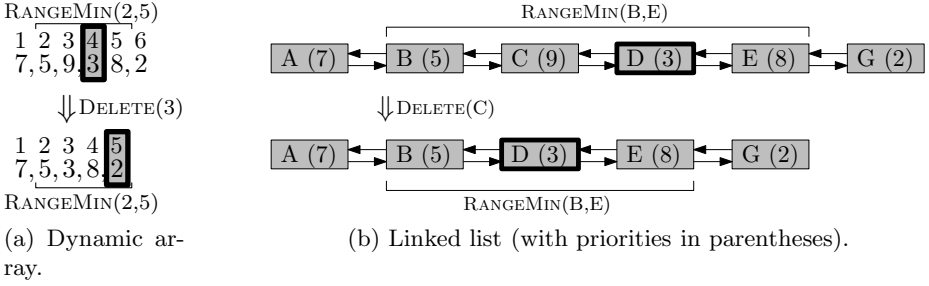 RANGEMIN(2,5)
1 2 3 4 5 6
7,5,9,3,8,2
⇓DELETE(3)
1 2 3 4 5
7,5,3,8,2
RANGEMIN(2,5)
(a) Dynamic ar-
ray.
RANGEMIN(B,E)
A (7) B (5) C (9) D (3) E (8) G (2)
⇓DELETE(C)
A (7) B (5) D (3) E (8) G (2)
RANGEMIN(B,E)
(b) Linked list (with priorities in parentheses).